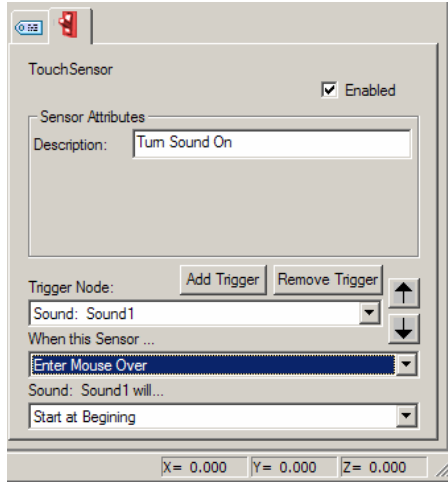 TouchSensor
Enabled
Sensor Attributes
Description: Turn Sound On
Add Trigger Remove Trigger
Trigger Node:
Sound: Sound1
When this Sensor ...
Enter Mouse Over
Sound: Sound1 will...
Start at Begining
X= 0.000 Y= 0.000 Z= 0.000